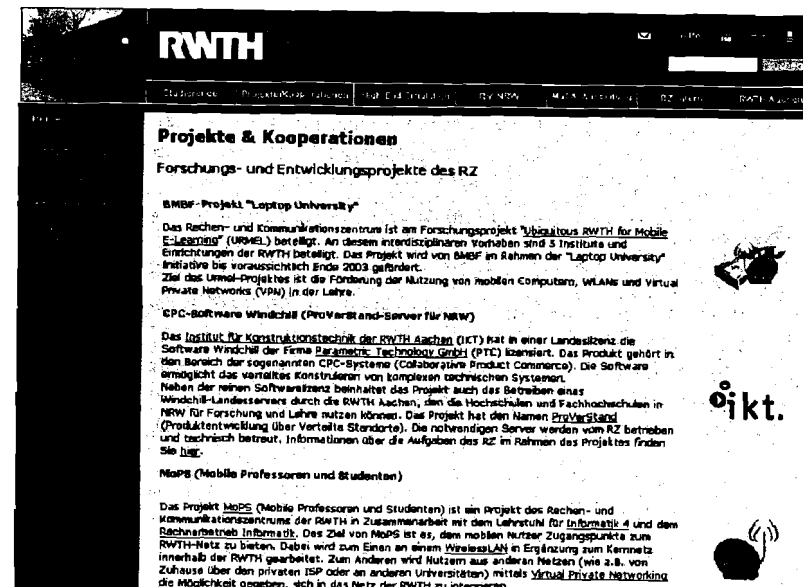 RWTH
Studierende Projekte/Kooperationen High End Simulation RV-NRW RWTH Aachen
Projekte & Kooperationen
Forschungs- und Entwicklungsprojekte des RZ
BMBF-Projekt "Laptop University"
Das Rechen- und Kommunikationszentrum ist am Forschungsprojekt "Ubiquitous RWTH for Mobile
E-Learning" (URMEL) beteiligt. An diesem interdisziplinären Vorhaben sind 5 Institute und
Einrichtungen der RWTH beteiligt. Das Projekt wird von BMBF im Rahmen der "Laptop University"
Initiative bis voraussichtlich Ende 2003 gefördert.
Ziel des Urmel-Projektes ist die Förderung der Nutzung von mobilen Computern, WLANs und Virtual
Private Networks (VPN) in der Lehre.
CPC-Software Windchill (ProVerStand-Server für NRW)
Das Institut für Konstruktionstechnik der RWTH Aachen (IKT) hat in einer Landeslizenz die
Software Windchill der Firma Parametric Technology GmbH (PTC) lizensiert. Das Produkt gehört in
den Bereich der sogenannten CPC-Systeme (Collaborative Product Commerce). Die Software
ermöglicht das verteilte Konstruieren von komplexen technischen Systemen.
Neben der reinen Softwarelizenz beinhaltet das Projekt auch das Betreiben eines
Windchill-Landesservers durch die RWTH Aachen, den die Hochschulen und Fachhochschulen in
NRW für Forschung und Lehre nutzen können. Das Projekt hat den Namen ProVerStand
(Produktentwicklung über Verteilte Standorte). Die notwendigen Server werden vom RZ betrieben
und technisch betreut. Informationen über die Aufgaben des RZ im Rahmen des Projektes finden
Sie hier.
ikt.
MoPS (Mobile Professoren und Studenten)
Das Projekt MoPS (Mobile Professoren und Studenten) ist ein Projekt des Rechen- und
Kommunikationszentrums der RWTH in Zusammenarbeit mit dem Lehrstuhl für Informatik 4 und dem
Rechnerbetrieb Informatik. Das Ziel von MoPS ist es, dem mobilen Nutzer Zugangspunkte zum
RWTH-Netz zu bieten. Dabei wird zum Einen an einem WirelessLAN in Ergänzung zum Kernnetz
innerhalb der RWTH gearbeitet. Zum Anderen wird Nutzern aus anderen Netzen (wie z.B. von
Zuhause über den privaten ISP oder an anderen Universitäten) mittels Virtual Private Networking
die Möglichkeit gegeben, sich in das Netz der RWTH zu integrieren.